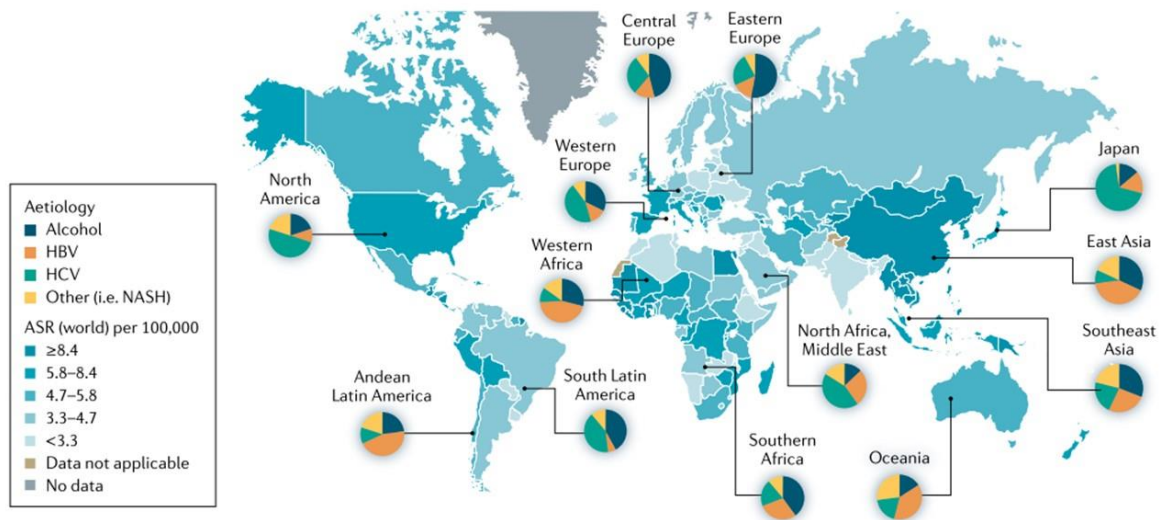 Central
Europe
Eastern
Europe
Western
Europe
Japan
North
America
Aetiology
Alcohol
HBV
HCV
Other (i.e. NASH)
ASR (world) per 100,000
≥8.4
5.8–8.4
4.7–5.8
3.3–4.7
<3.3
Data not applicable
No data
Western
Africa
East Asia
North Africa,
Middle East
Southeast
Asia
Andean
Latin America
South Latin
America
Southern
Africa
Oceania